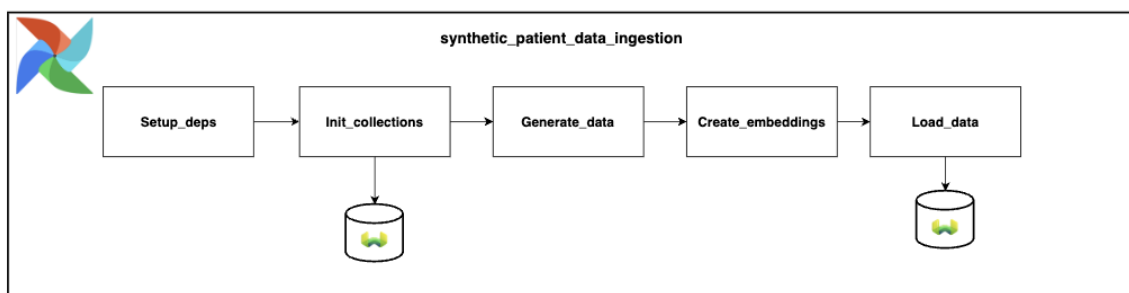 synthetic_patient_data_ingestion
Setup_deps
Init_collections
Generate_data
Create_embeddings
Load_data